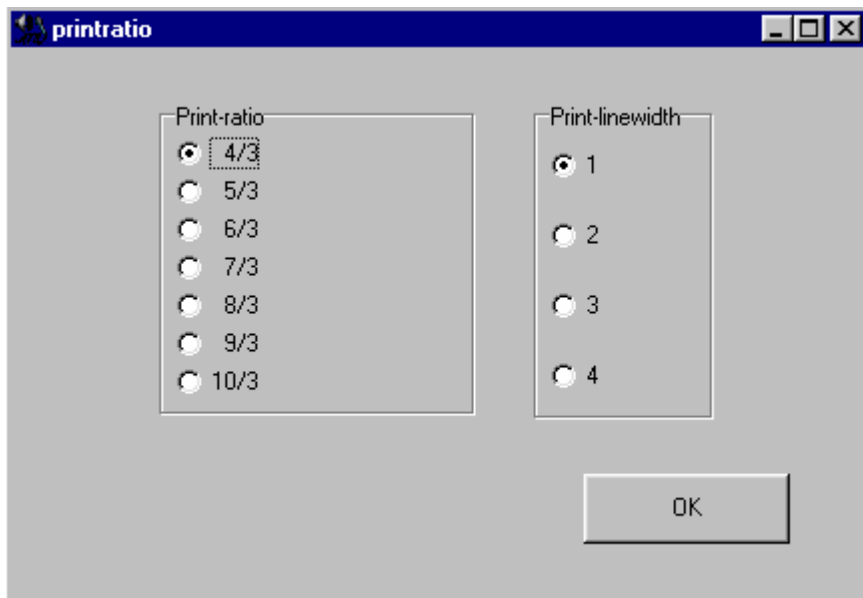 printratio
Print-ratio
4/3
5/3
6/3
7/3
8/3
9/3
10/3
Print-linewidth
1
2
3
4
OK